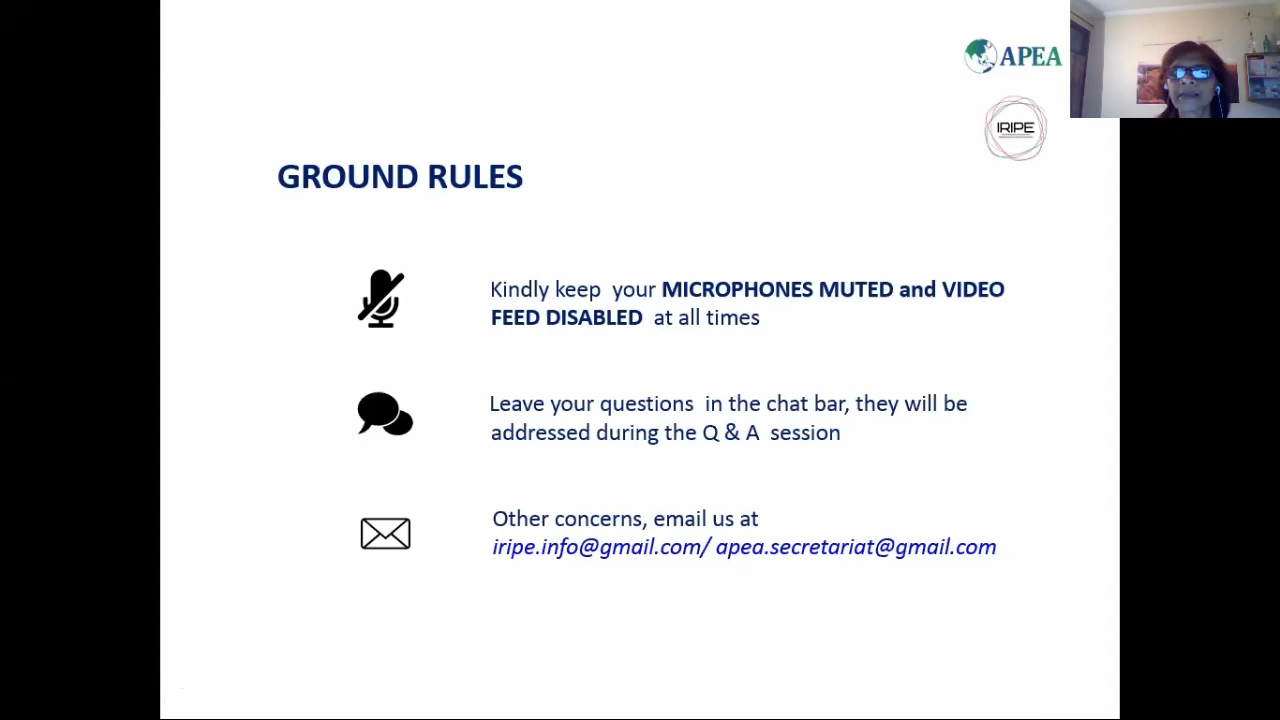 APEA
IRIPE
GROUND RULES
Kindly keep your MICROPHONES MUTED and VIDEO
FEED DISABLED at all times
Leave your questions in the chat bar, they will be
addressed during the Q & A session
Other concerns, email us at
iripe.info@gmail.com/ apea.secretariat@gmail.com